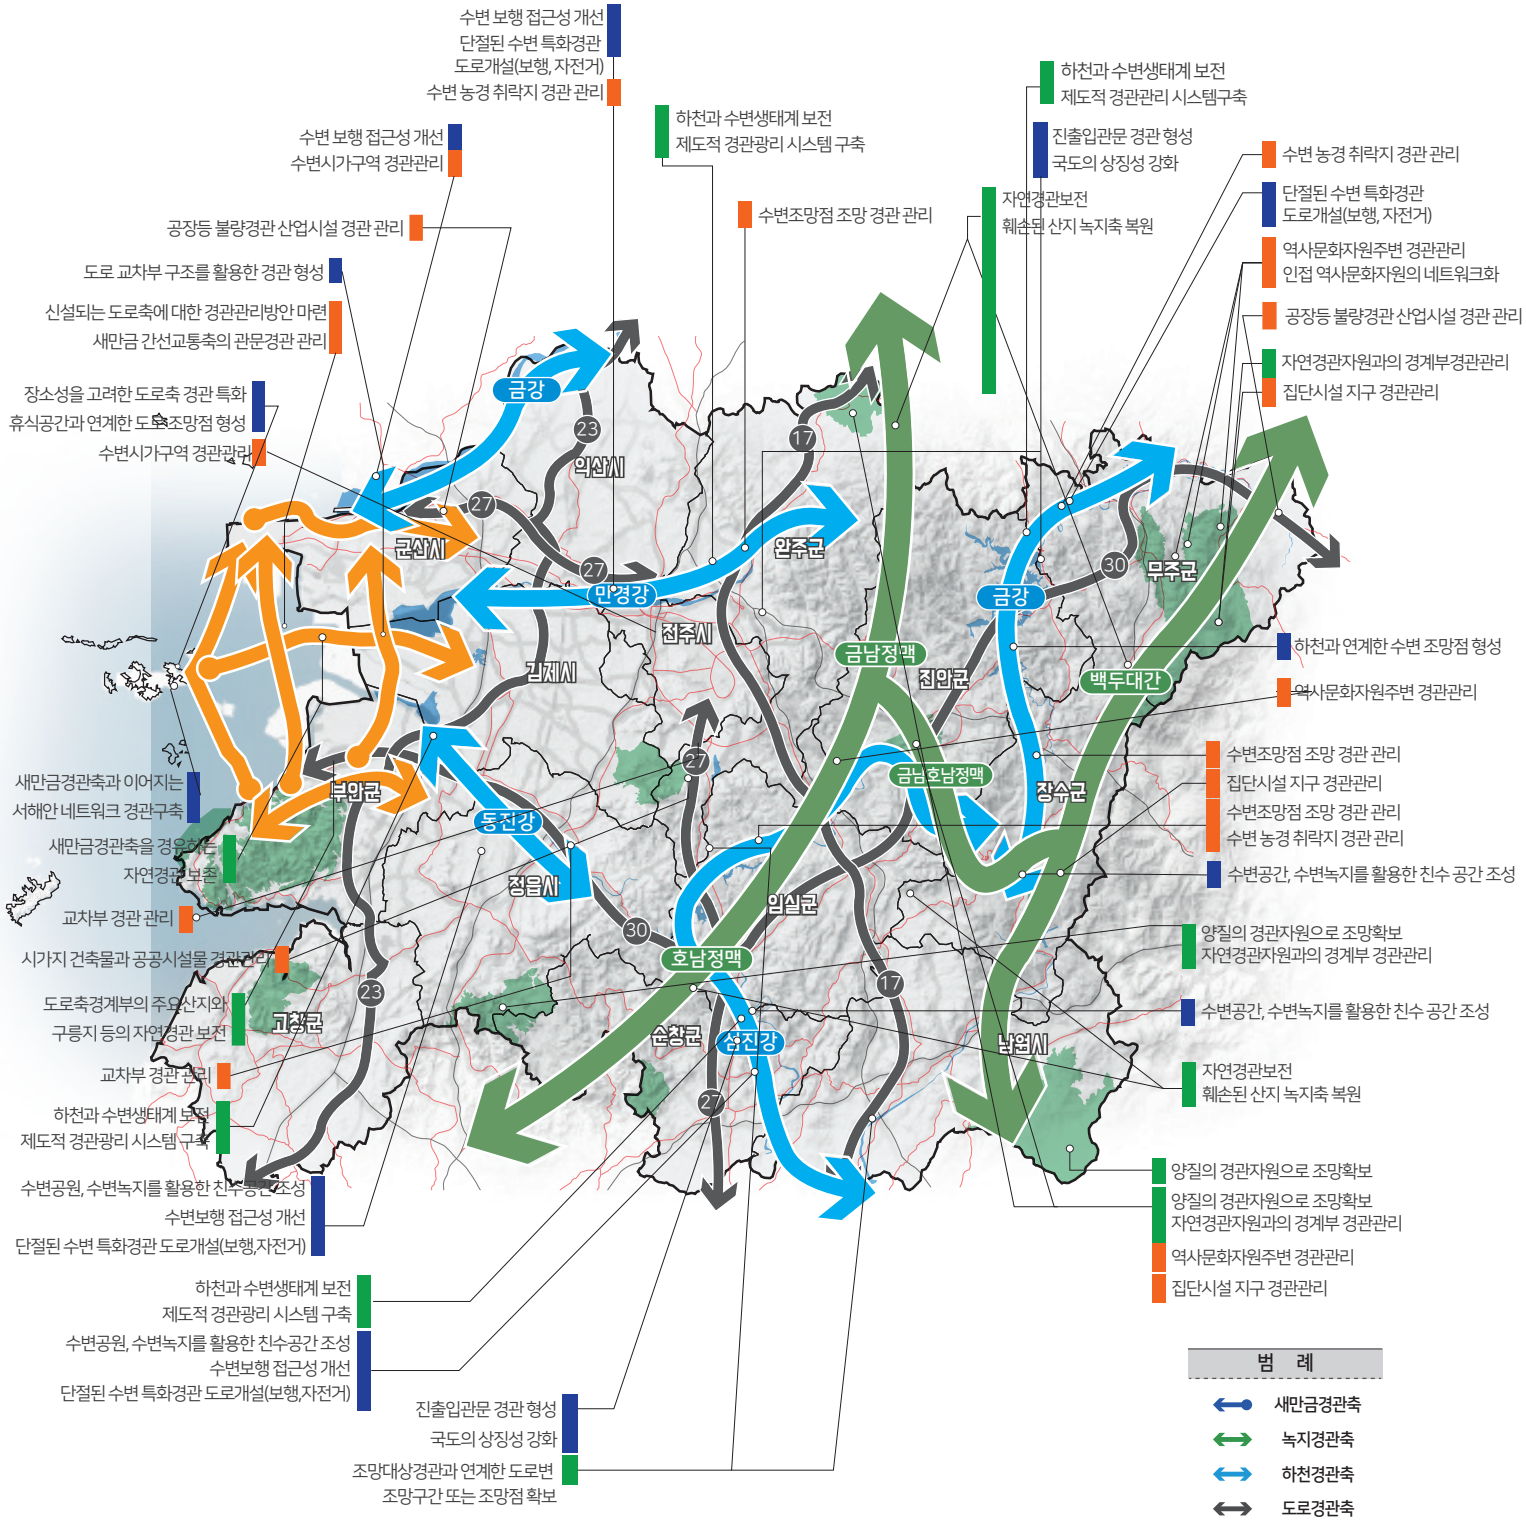 수변 보행 접근성 개선
단절된 수변 특화경관
도로개설(보행, 자전거)
수변 농경 취락지 경관 관리
하천과 수변생태계 보전
제도적 경관광리 시스템 구축
수변 보행 접근성 개선
수변시가구역 경관관리
공장등 불량경관 산업시설 경관 관리
도로 교차부 구조를 활용한 경관 형성
신설되는 도로축에 대한 경관관리방안 마련
새만금 간선교통축의 관문경관 관리
장소성을 고려한 도로축 경관 특화
휴식공간과 연계한 도로조망점 형성
수변시가구역 경관관리
수변조망점 조망 경관 관리
하천과 수변생태계 보전
제도적 경관관리 시스템구축
진출입관문 경관 형성
국도의 상징성 강화
자연경관보전
훼손된 산지 녹지축 복원
수변 농경 취락지 경관 관리
단절된 수변 특화경관
도로개설(보행, 자전거)
역사문화자원주변 경관관리
인접 역사문화자원의 네트워크화
공장등 불량경관 산업시설 경관 관리
자연경관자원과의 경계부경관관리
집단시설 지구 경관관리
금강
23
익산시
17
27
군산시
27
만경강
완주군
전주시
30
무주군
금강
김제시
금남정맥
진안군
백두대간
27
금남호남정맥
장수군
부안군
동진강
정읍시
임실군
30
호남정맥
17
23
고창군
순창군
섬진강
남원시
27
하천과 연계한 수변 조망점 형성
역사문화자원주변 경관관리
수변조망점 조망 경관 관리
집단시설 지구 경관관리
수변조망점 조망 경관 관리
수변 농경 취락지 경관 관리
수변공간, 수변녹지를 활용한 친수 공간 조성
양질의 경관자원으로 조망확보
자연경관자원과의 경계부 경관관리
수변공간, 수변녹지를 활용한 친수 공간 조성
자연경관보전
훼손된 산지 녹지축 복원
양질의 경관자원으로 조망확보
양질의 경관자원으로 조망확보
자연경관자원과의 경계부 경관관리
역사문화자원주변 경관관리
집단시설 지구 경관관리
새만금경관축과 이어지는
서해안 네트워크 경관구축
새만금경관축을 경유하는
자연경관 보존
교차부 경관 관리
시가지 건축물과 공공시설물 경관관리
도로축경계부의 주요산지와
구릉지 등의 자연경관 보전
교차부 경관 관리
하천과 수변생태계 보전
제도적 경관광리 시스템 구축
수변공원, 수변녹지를 활용한 친수공간 조성
수변보행 접근성 개선
단절된 수변 특화경관 도로개설(보행,자전거)
하천과 수변생태계 보전
제도적 경관광리 시스템 구축
수변공원, 수변녹지를 활용한 친수공간 조성
수변보행 접근성 개선
단절된 수변 특화경관 도로개설(보행,자전거)
진출입관문 경관 형성
국도의 상징성 강화
조망대상경관과 연계한 도로변
조망구간 또는 조망점 확보
범 례
새만금경관축
녹지경관축
하천경관축
도로경관축